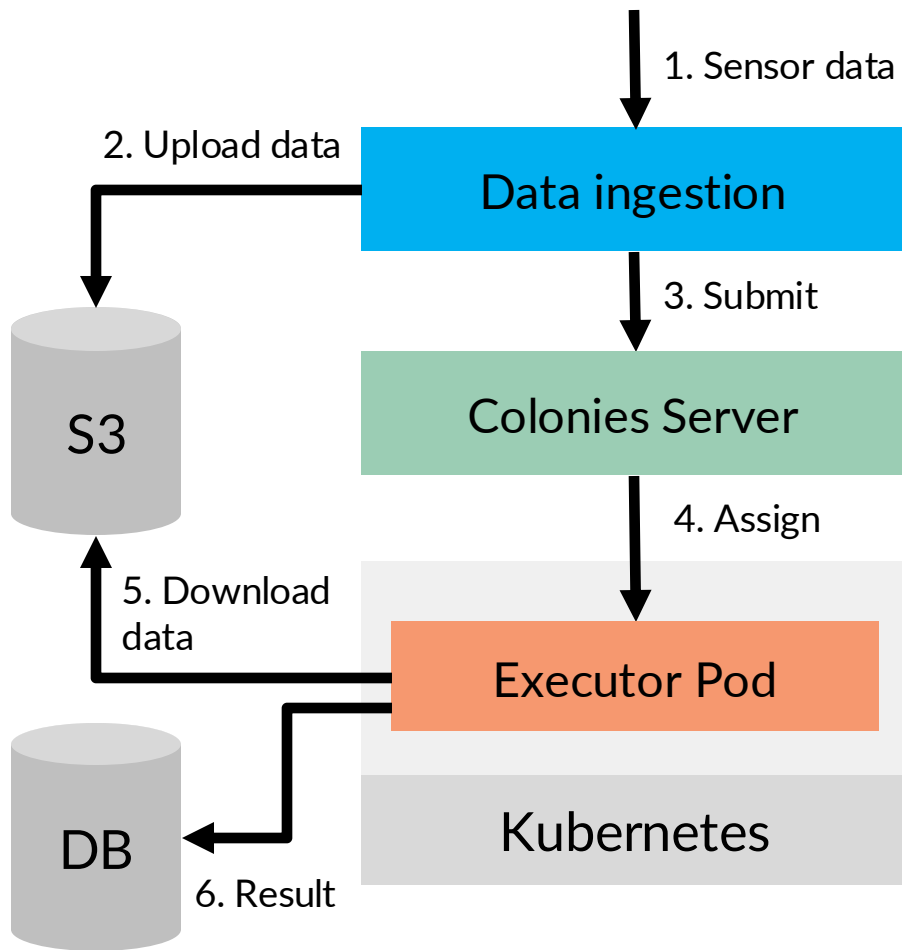 1. Sensor data
2. Upload data
Data ingestion
3. Submit
S3
Colonies Server
4. Assign
5. Download
data
Executor Pod
DB
Kubernetes
6. Result